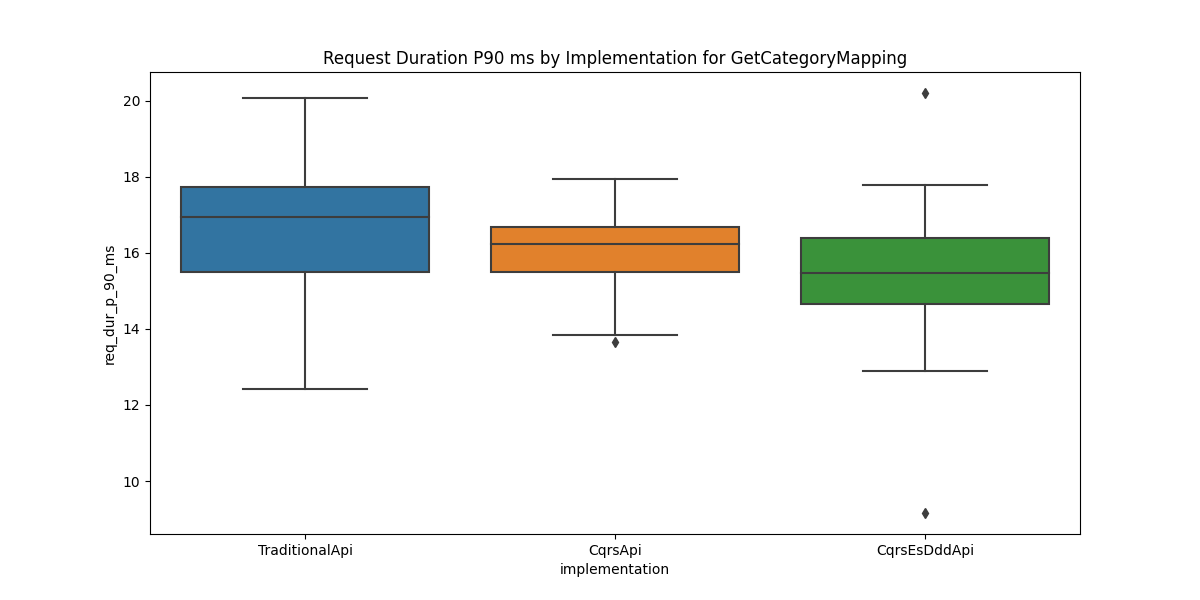 Request Duration P90 ms by Implementation for GetCategoryMapping
req_dur_p_90_ms
20
18
16
14
12
10
TraditionalApi
CqrsApi
CqrsEsDddApi
implementation